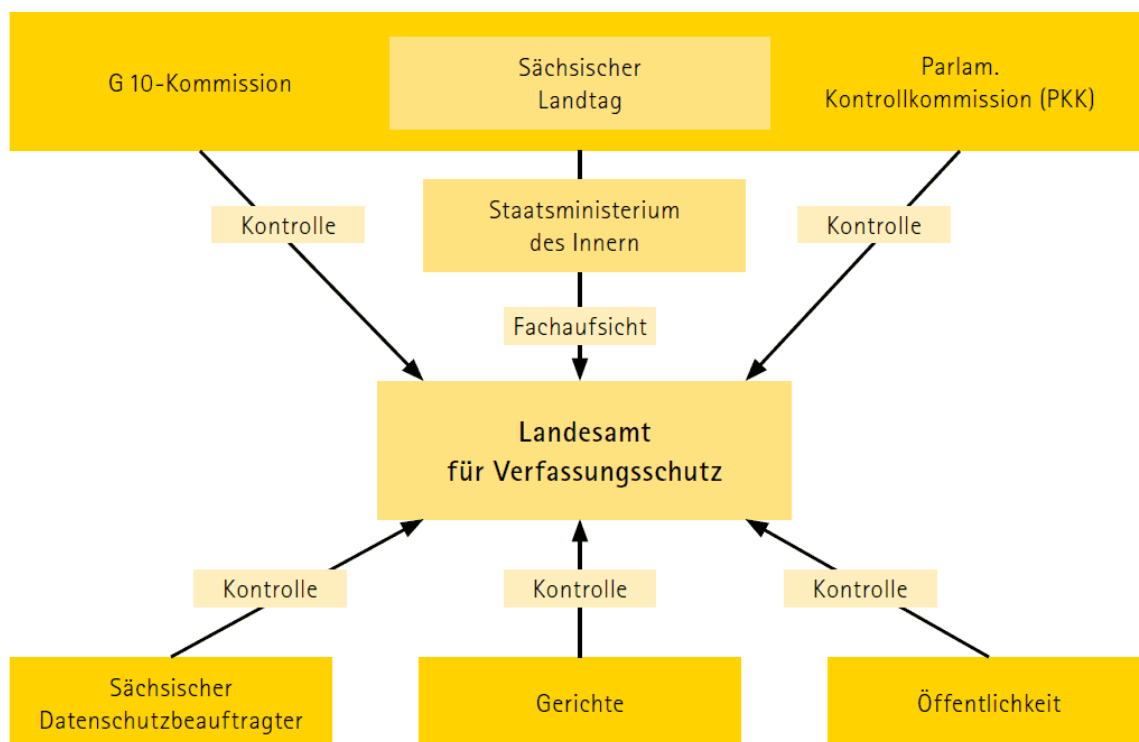 G 10-Kommission
Sächsischer
Landtag
Parlam.
Kontrollkommission (PKK)
Kontrolle
Staatsministerium
des Innern
Kontrolle
Fachaufsicht
Landesamt
für Verfassungsschutz
Kontrolle
Kontrolle
Kontrolle
Sächsischer
Datenschutzbeauftragter
Gerichte
Öffentlichkeit